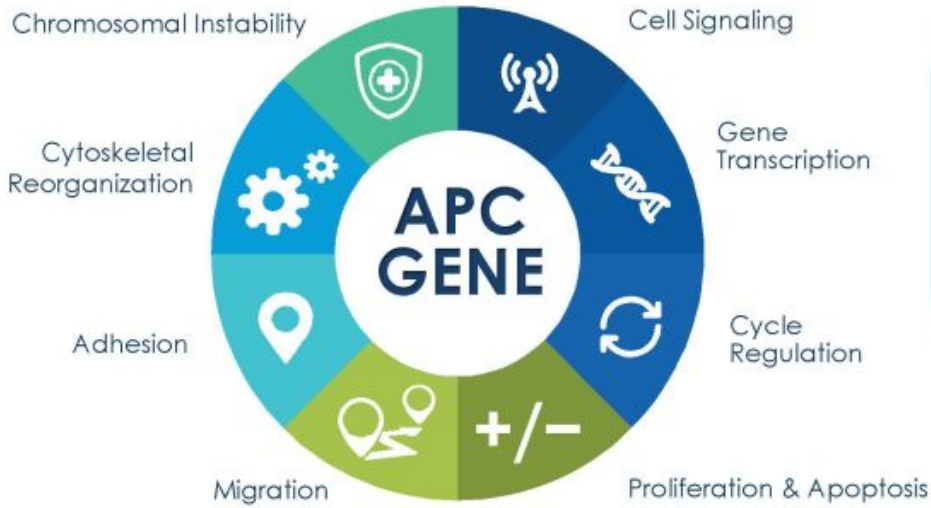 Chromosomal Instability
Cell Signaling
Cytoskeletal
Reorganization
Gene
Transcription
APC
GENE
Adhesion
Cycle
Regulation
+/−
Migration
Proliferation & Apoptosis